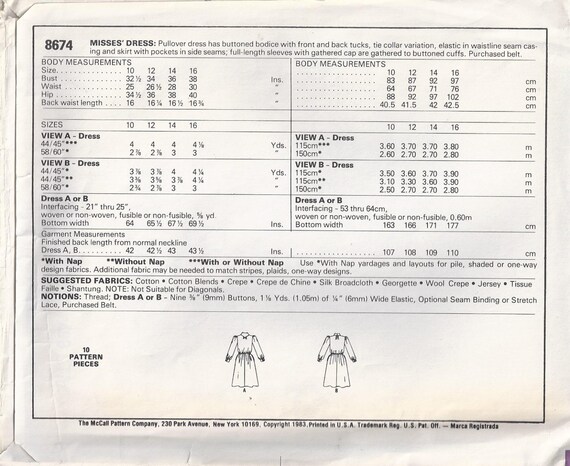 8674 MISSES' DRESS: Pullover dress has buttoned bodice with front and back tucks, tie collar variation, elastic in waistline seam cas-
ing and skirt with pockets in side seams; full-length sleeves with gathered cap are gathered to buttoned cuffs. Purchased belt.
BODY MEASUREMENTS BODY MEASUREMENTS
Size 10 12 14 16 10 12 14 16
Bust 32½ 34 36 38 Ins. 83 87 92 97 cm
Waist 25 26½ 28 30 " 64 67 71 76 cm
Hip 34½ 36 38 40 " 88 92 97 102 cm
Back waist length 16 16¼ 16½ 16¾ " 40.5 41.5 42 42.5 cm
SIZES 10 12 14 16 10 12 14 16
VIEW A - Dress VIEW A - Dress
44/45"*** 4 4 4 4⅛ Yds. 115cm*** 3.60 3.70 3.70 3.80 m
58/60"* 2⅞ 2⅞ 3 3 " 150cm* 2.60 2.70 2.70 2.80 m
VIEW B - Dress VIEW B - Dress
44/45"* 3⅞ 3⅞ 4 4¼ Yds. 115cm* 3.50 3.60 3.70 3.90 m
44/45"** 3⅜ 3⅝ 3⅞ 4¼ " 115cm** 3.10 3.30 3.60 3.90 m
58/60"* 2¾ 2⅞ 3 3 " 150cm* 2.50 2.70 2.70 2.80 m
Dress A or B Dress A or B
Interfacing - 21" thru 25", Interfacing - 53 thru 64cm,
woven or non-woven, fusible or non-fusible, ⅝ yd. woven or non-woven, fusible or non-fusible, 0.60m
Bottom width 64 65½ 67½ 69½ Ins. 163 166 171 177 cm
Garment Measurements
Finished back length from normal neckline
Dress A, B 42 42½ 43 43½ Ins. 107 108 109 110 cm
*With Nap **Without Nap ***With or Without Nap Use *With Nap yardages and layouts for pile, shaded or one-way
design fabrics. Additional fabric may be needed to match stripes, plaids, one-way designs.
SUGGESTED FABRICS: Cotton • Cotton Blends • Crepe • Crepe de Chine • Silk Broadcloth • Georgette • Wool Crepe • Jersey • Tissue
Faille • Shantung. NOTE: Not Suitable for Diagonals.
NOTIONS: Thread; Dress A or B - Nine ⅜" (9mm) Buttons, 1⅛ Yds. (1.05m) of ¼" (6mm) Wide Elastic, Optional Seam Binding or Stretch
Lace, Purchased Belt.
10
PATTERN
PIECES
A B
The McCall Pattern Company, 230 Park Avenue, New York 10169. Copyright 1983, Printed in U.S.A. Trademark Reg. U.S. Pat. Off. — Marca Registrada